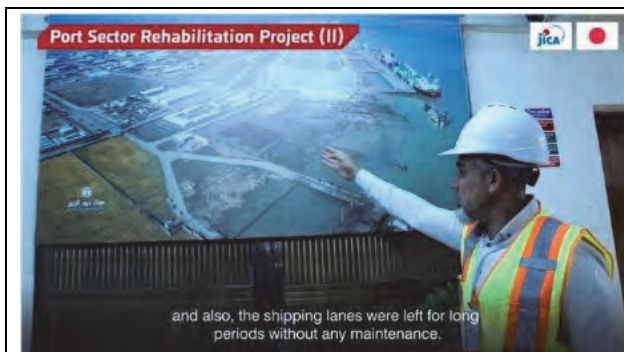 Port Sector Rehabilitation Project (II)
jica
and also, the shipping lanes were left for long
periods without any maintenance.